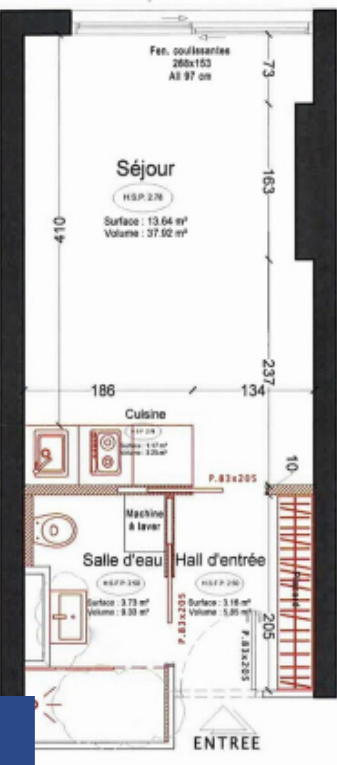 Fen. coulissantes
268x153
All 97 cm
73
Séjour
H.S.P. 2.78
Surface : 13.64 m²
Volume : 37.92 m³
163
410
237
186
134
Cuisine
10
P.83x205
Machine
à laver
Salle d'eau
Hall d'entrée
Surface : 3.73 m²
Surface : 3.18 m²
P.83x205
P.83x205
205
ENTREE